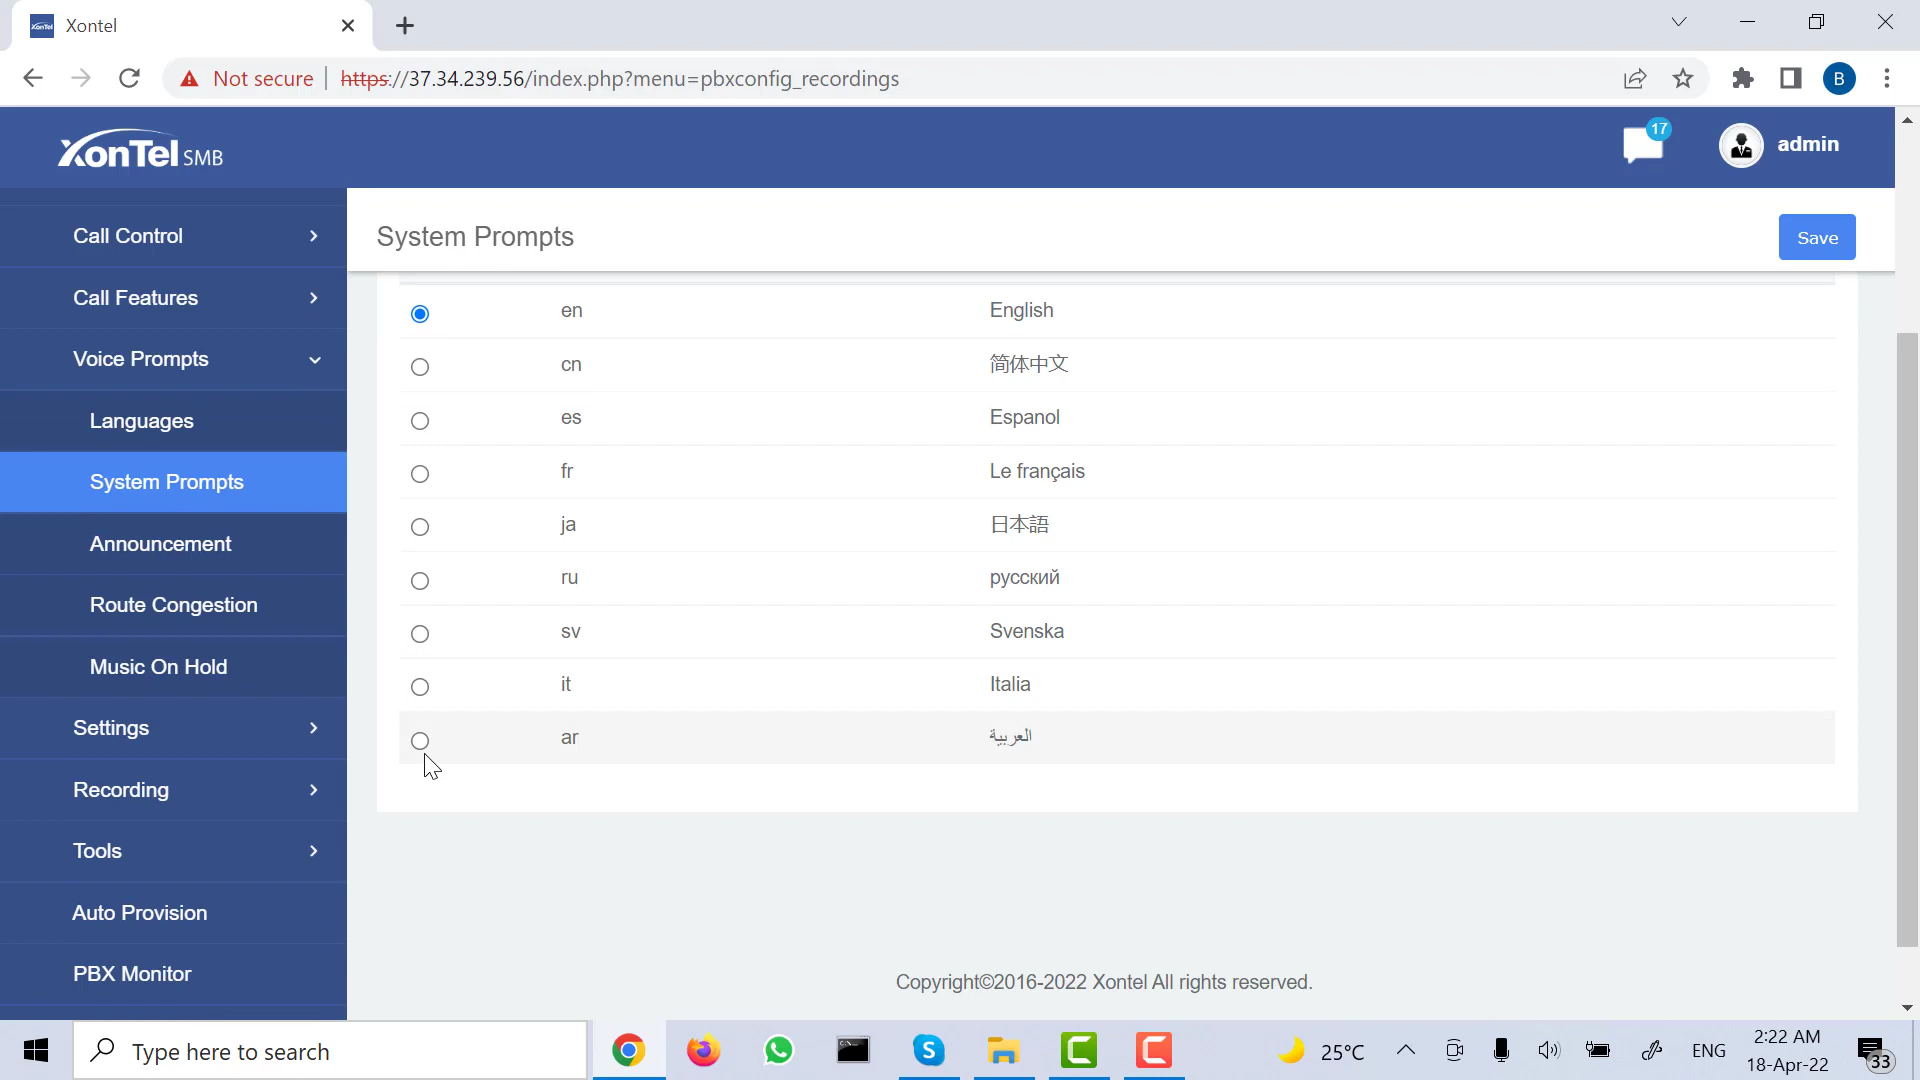 Xontel
Not secure
https://37.34.239.56/index.php?menu=pbxconfig_recordings
B
XonTel SMB
17
admin
Call Control
Call Features
Voice Prompts
Languages
System Prompts
Announcement
Route Congestion
Music On Hold
Settings
Recording
Tools
Auto Provision
PBX Monitor
System Prompts
Save
en English
cn 简体中文
es Espanol
fr Le français
ja 日本語
ru русский
sv Svenska
it Italia
ar العربية
Copyright©2016-2022 Xontel All rights reserved.
Type here to search
25°C
ENG
2:22 AM
18-Apr-22
33